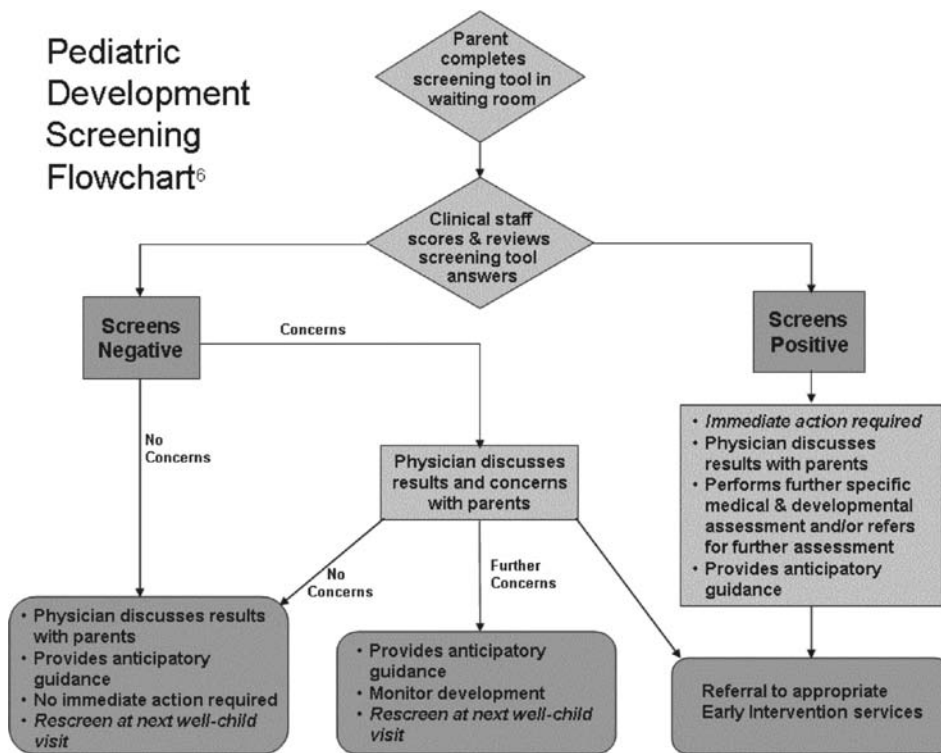 Pediatric
Development
Screening
Flowchart6
Parent
completes
screening tool in
waiting room
Clinical staff
scores & reviews
screening tool
answers
Screens
Negative
Concerns
Screens
Positive
No
Concerns
Physician discusses
results and concerns
with parents
• Immediate action required
• Physician discusses
results with parents
• Performs further specific
medical & developmental
assessment and/or refers
for further assessment
• Provides anticipatory
guidance
No
Concerns
Further
Concerns
• Physician discusses results
with parents
• Provides anticipatory
guidance
• No immediate action required
• Rescreen at next well-child
visit
• Provides anticipatory
guidance
• Monitor development
• Rescreen at next well-child
visit
Referral to appropriate
Early Intervention services